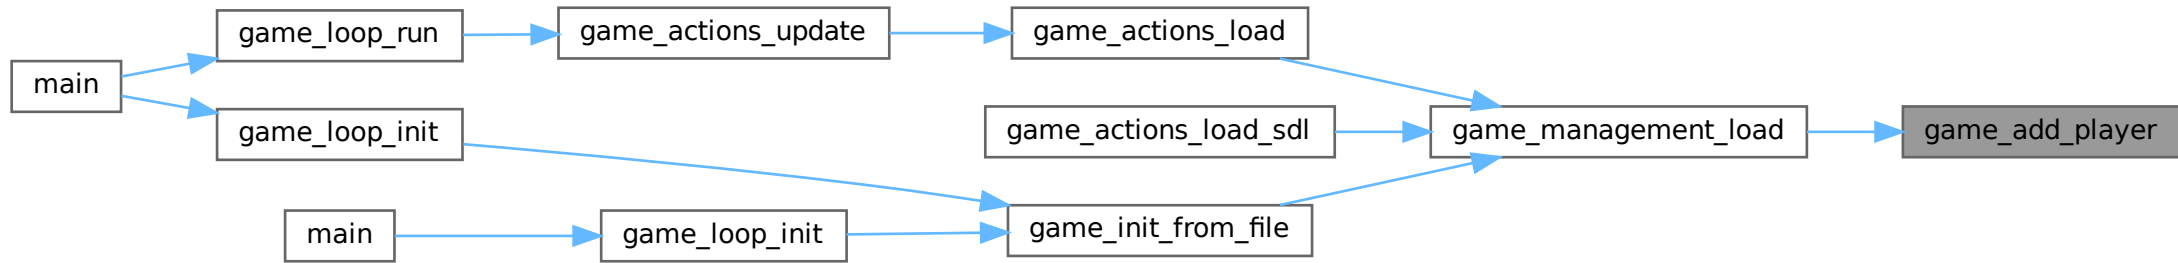 game_loop_run
game_actions_update
game_actions_load
main
game_loop_init
game_actions_load_sdl
game_management_load
game_add_player
main
game_loop_init
game_init_from_file